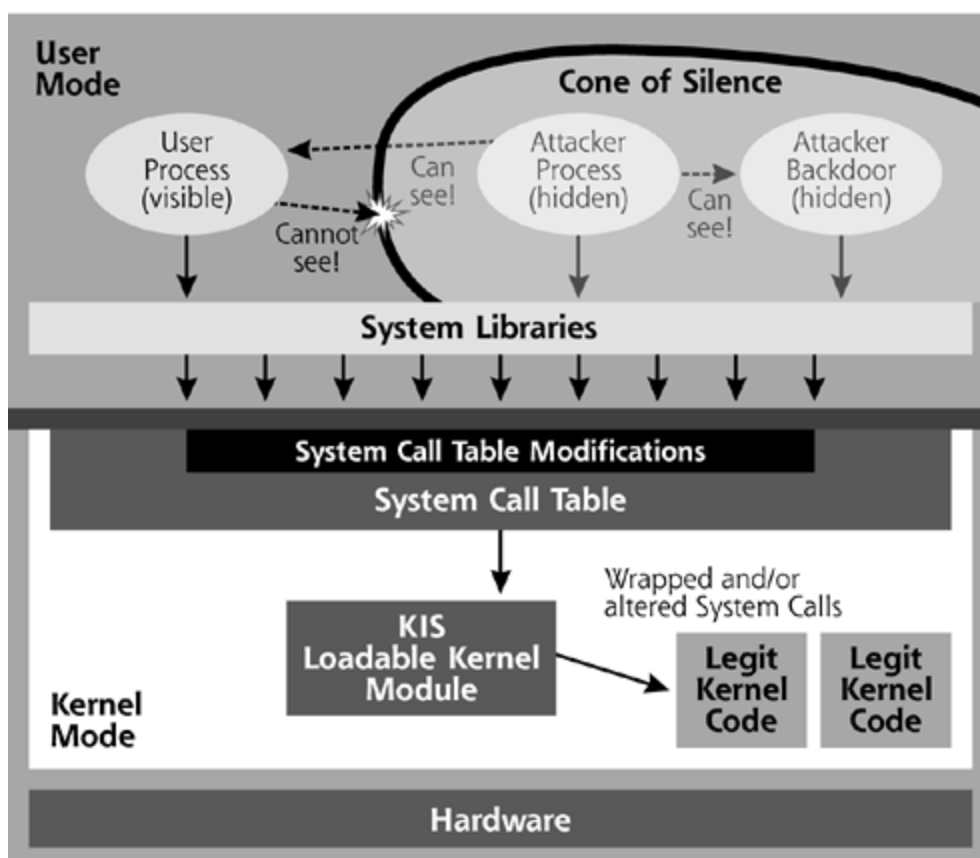 User
Mode
Cone of Silence
User
Process
(visible)
Can
see!
Attacker
Process
(hidden)
Can
see!
Attacker
Backdoor
(hidden)
Cannot
see!
System Libraries
System Call Table Modifications
System Call Table
KIS
Loadable Kernel
Module
Wrapped and/or
altered System Calls
Legit
Kernel
Code
Legit
Kernel
Code
Kernel
Mode
Hardware